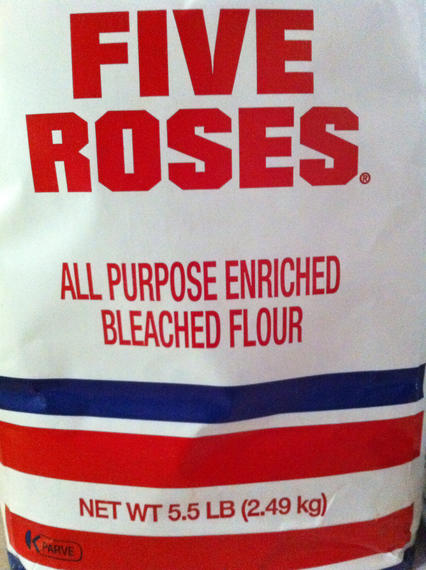 FIVE
ROSES®
ALL PURPOSE ENRICHED
BLEACHED FLOUR
NET WT 5.5 LB (2.49 kg)
K PARVE